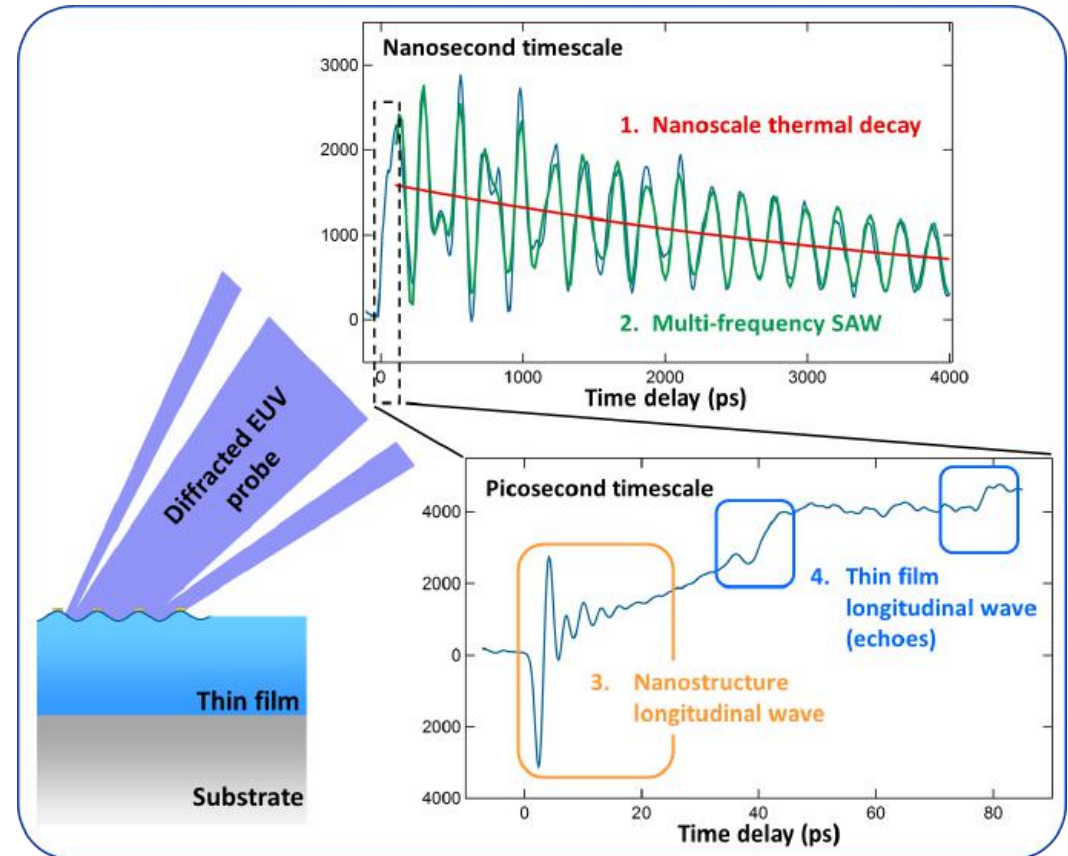 Nanosecond timescale
3000
2000
1000
0
1. Nanoscale thermal decay
2. Multi-frequency SAW
0 1000 2000 3000 4000
Time delay (ps)
Diffracted EUV
probe
Thin film
Substrate
Picosecond timescale
4000
2000
0
2000
4000
3. Nanostructure
longitudinal wave
4. Thin film
longitudinal wave
(echoes)
0 20 40 60 80
Time delay (ps)